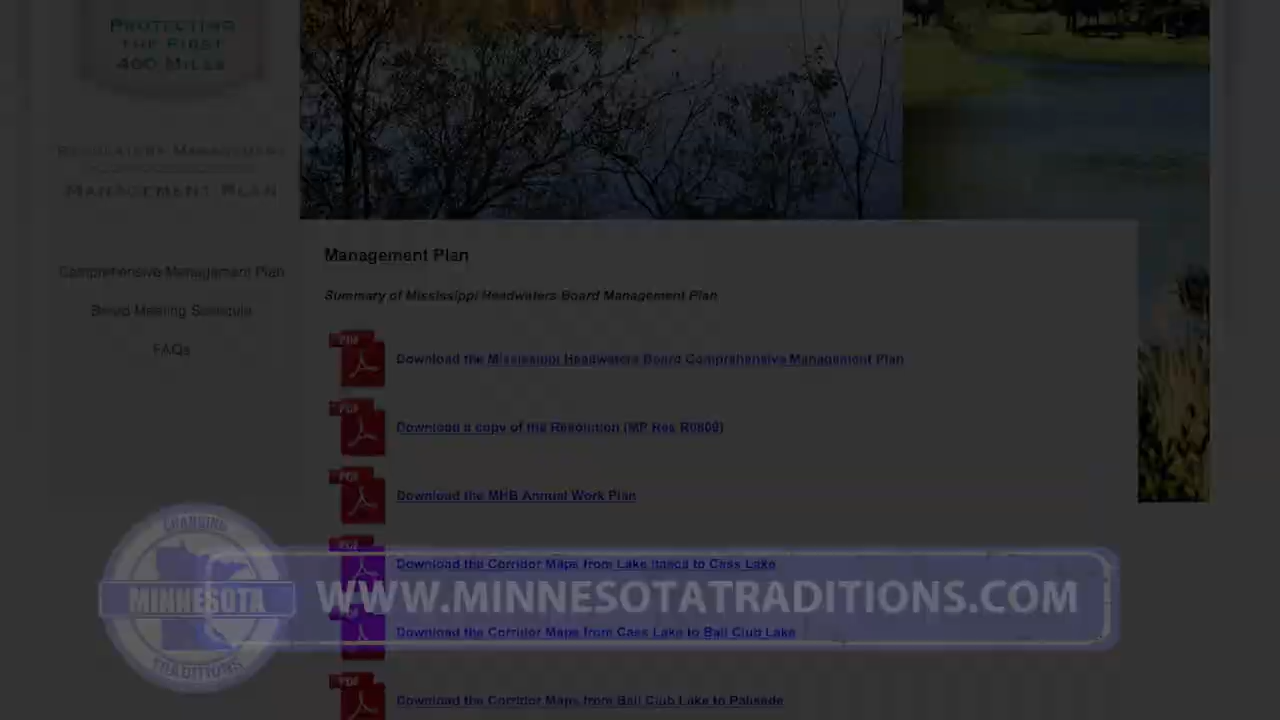 PROTECTING
THE FIRST
400 MILES
REGULATORY MANAGEMENT
MANAGEMENT PLAN
Comprehensive Management Plan
Board Meeting Schedule
FAQs
Management Plan
Summary of Mississippi Headwaters Board Management Plan
PDF
Download the Mississippi Headwaters Board Comprehensive Management Plan
PDF
Download a copy of the Resolution (MP Res R0809)
PDF
Download the MHB Annual Work Plan
PDF
Download the Corridor Maps from Lake Itasca to Cass Lake
PDF
Download the Corridor Maps from Cass Lake to Ball Club Lake
PDF
Download the Corridor Maps from Ball Club Lake to Palisade
CHANGING
MINNESOTA
TRADITIONS
WWW.MINNESOTATRADITIONS.COM